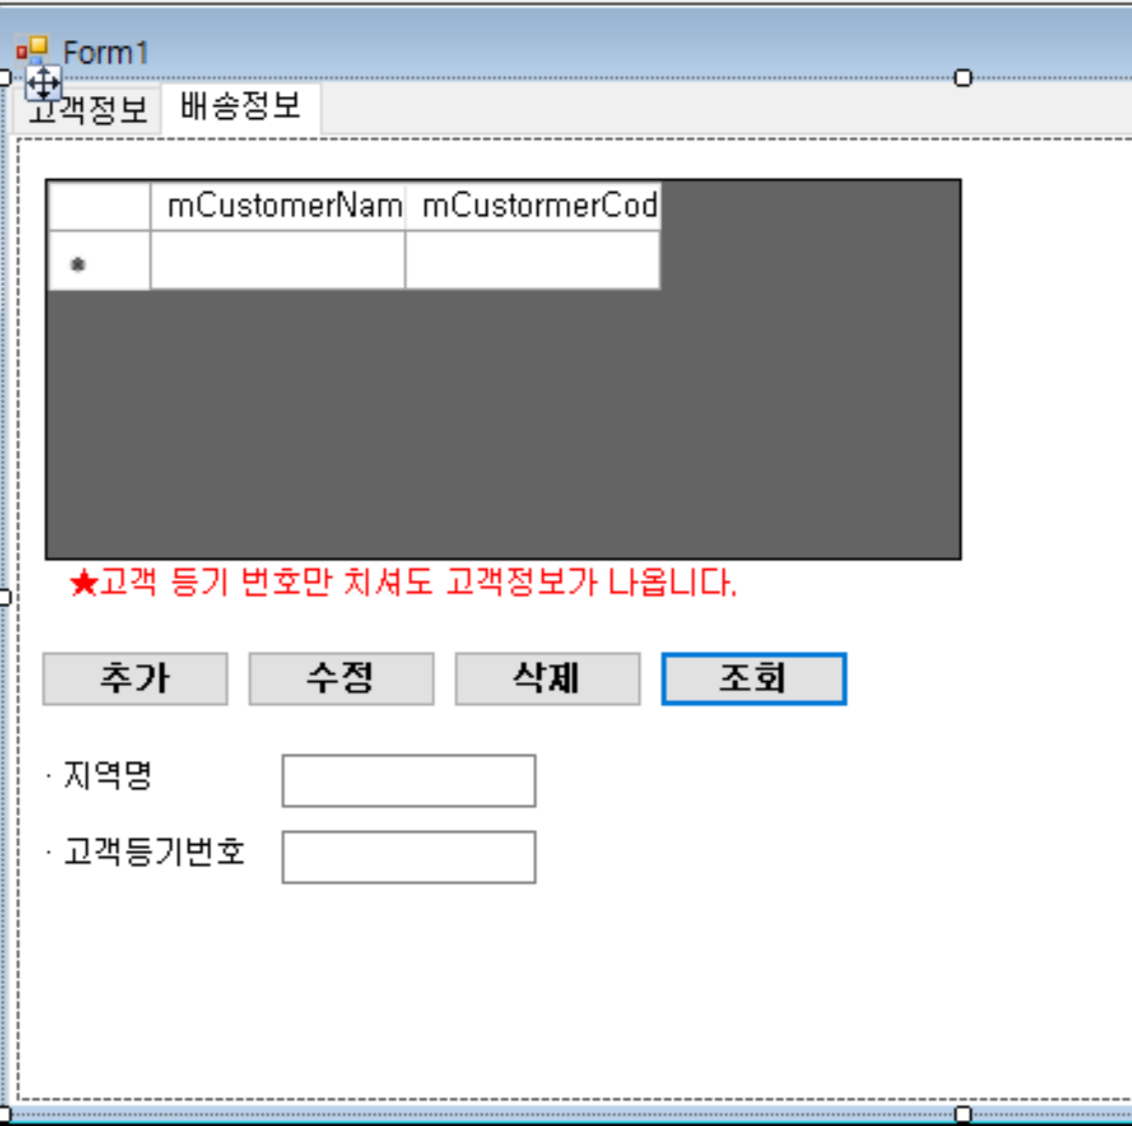 Form1
고객정보 배송정보
mCustomerNam mCustormerCod
*
★고객 등기 번호만 치셔도 고객정보가 나옵니다.
추가 수정 삭제 조회
· 지역명
· 고객등기번호